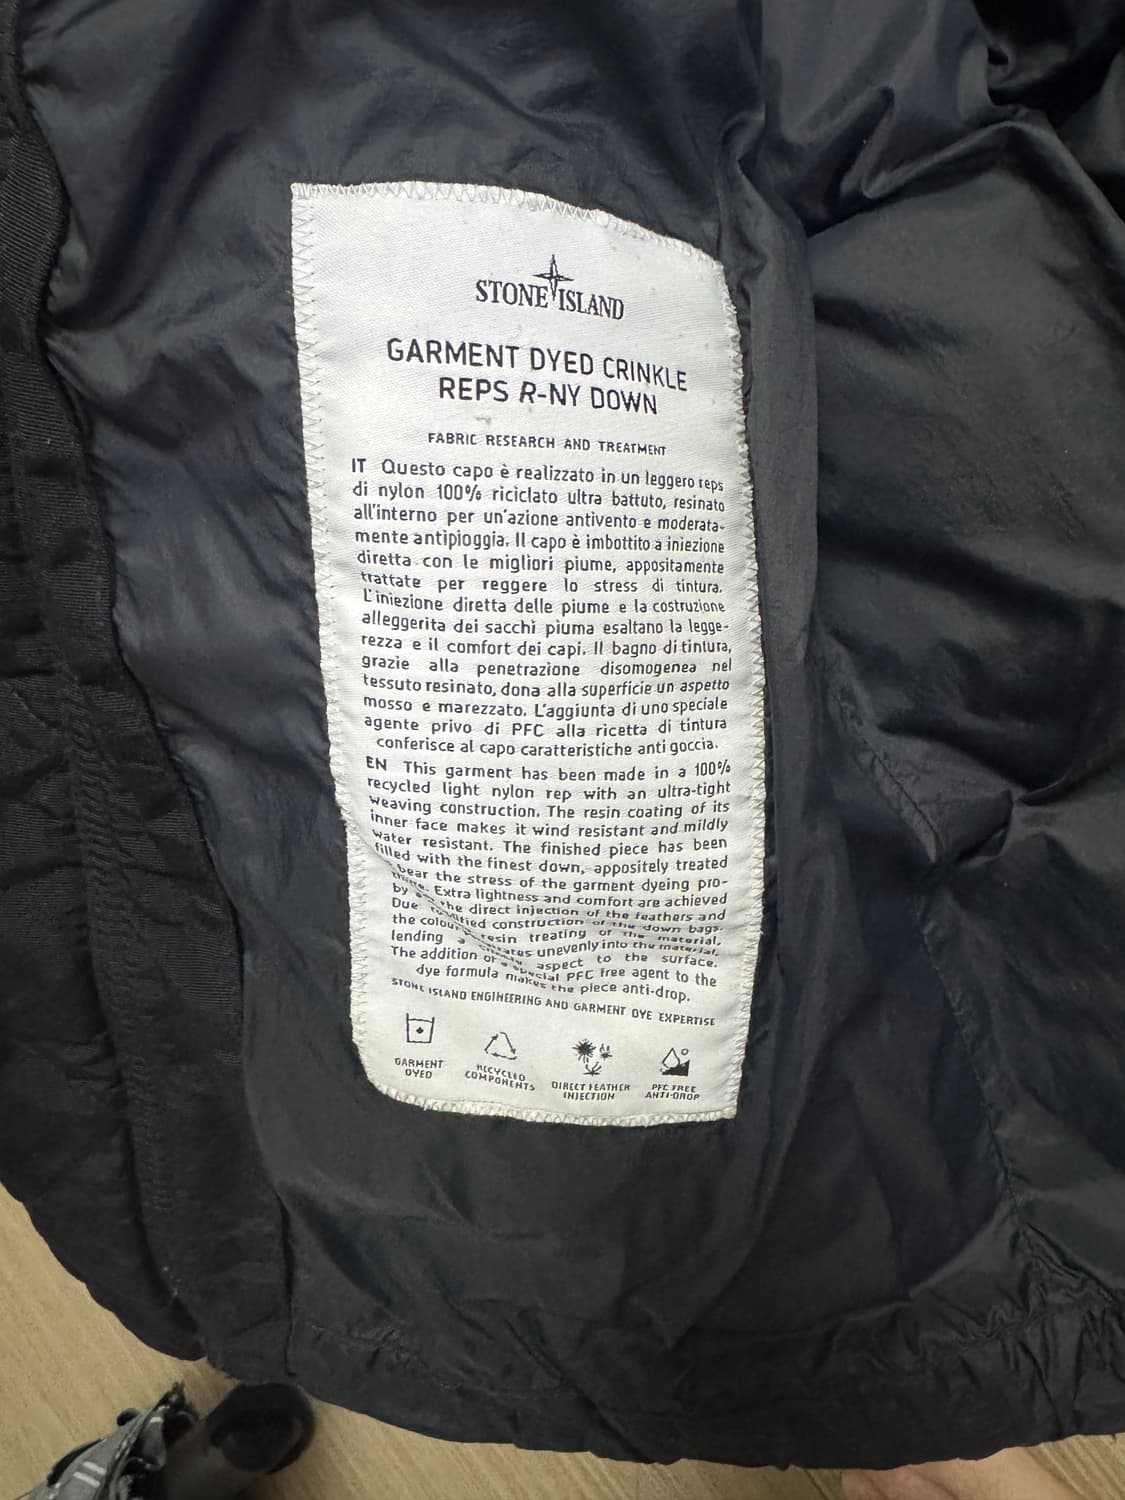 STONE ISLAND
GARMENT DYED CRINKLE
REPS R-NY DOWN
FABRIC RESEARCH AND TREATMENT
IT Questo capo è realizzato in un leggero reps
di nylon 100% riciclato ultra battuto, resinato
all'interno per un'azione antivento e moderata-
mente antipioggia. Il capo è imbottito a iniezione
diretta con le migliori piume, appositamente
trattate per reggere lo stress di tintura.
L'iniezione diretta delle piume e la costruzione
alleggerita dei sacchi piuma esaltano la legge-
rezza e il comfort dei capi. Il bagno di tintura,
grazie alla penetrazione disomogenea nel
tessuto resinato, dona alla superficie un aspetto
mosso e marezzato. L'aggiunta di uno speciale
agente privo di PFC alla ricetta di tintura
conferisce al capo caratteristiche anti goccia.
EN This garment has been made in a 100%
recycled light nylon rep with an ultra-tight
weaving construction. The resin coating of its
inner face makes it wind resistant and mildly
water resistant. The finished piece has been
filled with the finest down, appositely treated
bear the stress of the garment dyeing pro-
Extra lightness and comfort are achieved
by the direct injection of the feathers and
construction of the down bags.
Due resin treating of the material,
the colour unevenly into the material,
lending a aspect to the surface.
The addition of a special PFC free agent to the
dye formula makes the piece anti-drop.
STONE ISLAND ENGINEERING AND GARMENT DYE EXPERTISE
GARMENT DYED
RECYCLED COMPONENTS
DIRECT FEATHER INJECTION
PFC FREE ANTI-DROP